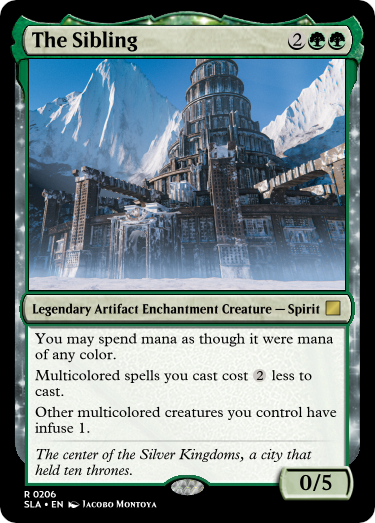 The Sibling 2
Legendary Artifact Enchantment Creature — Spirit
You may spend mana as though it were mana
of any color.
Multicolored spells you cast cost 2 less to
cast.
Other multicolored creatures you control have
infuse 1.
The center of the Silver Kingdoms, a city that
held ten thrones.
0/5
R 0206
SLA • EN Jacobo Montoya